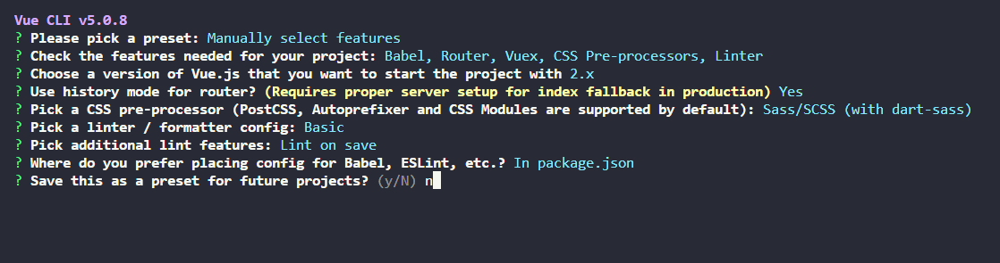 Vue CLI v5.0.8
? Please pick a preset: Manually select features
? Check the features needed for your project: Babel, Router, Vuex, CSS Pre-processors, Linter
? Choose a version of Vue.js that you want to start the project with 2.x
? Use history mode for router? (Requires proper server setup for index fallback in production) Yes
? Pick a CSS pre-processor (PostCSS, Autoprefixer and CSS Modules are supported by default): Sass/SCSS (with dart-sass)
? Pick a linter / formatter config: Basic
? Pick additional lint features: Lint on save
? Where do you prefer placing config for Babel, ESLint, etc.? In package.json
? Save this as a preset for future projects? (y/N) n